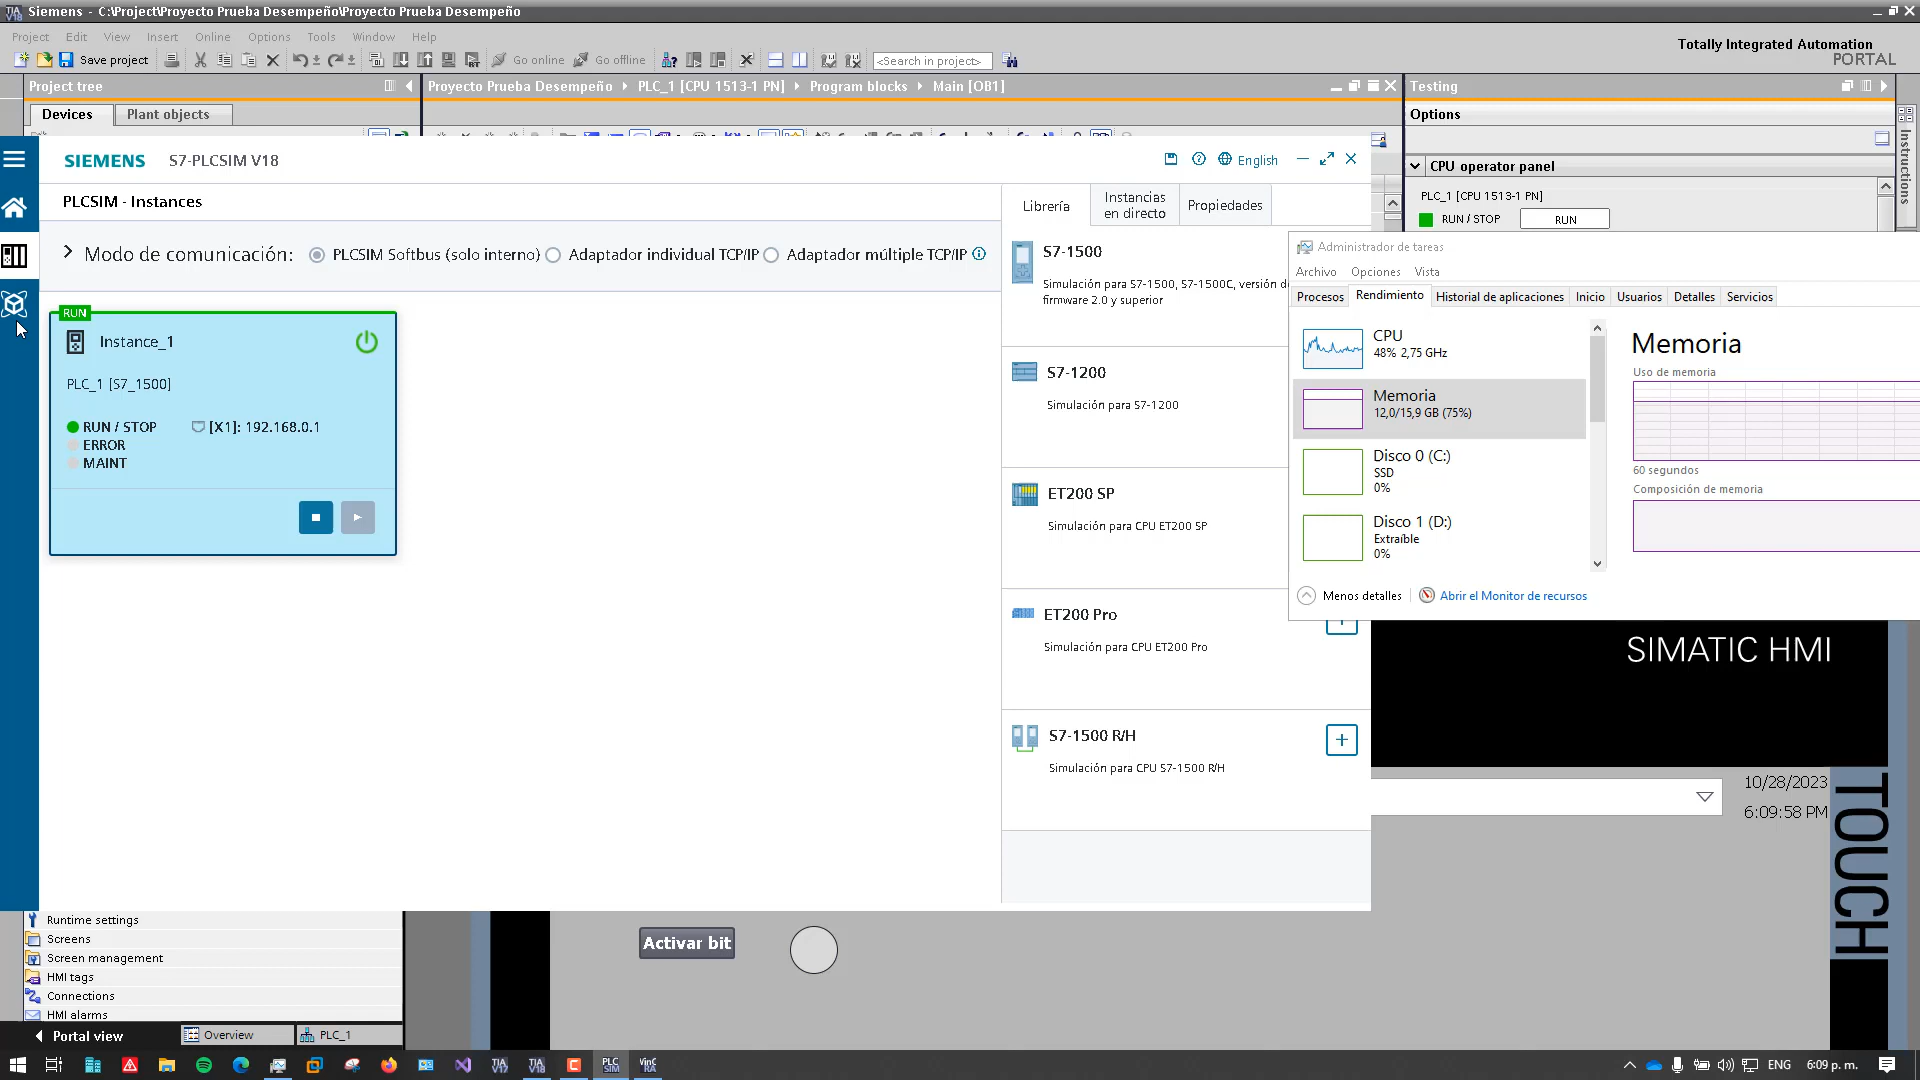 Siemens - C:\Project\Proyecto Prueba Desempeño\Proyecto Prueba Desempeño
Project Edit View Insert Online Options Tools Window Help
Save project
Go online
Go offline
<Search in project>
Totally Integrated Automation
PORTAL
Project tree
Proyecto Prueba Desempeño PLC_1 [CPU 1513-1 PN] Program blocks Main [OB1]
Testing
Devices
Plant objects
Options
Instructions
CPU operator panel
PLC_1 [CPU 1513-1 PN]
RUN / STOP
RUN
SIEMENS S7-PLCSIM V18
English
PLCSIM - Instances
Modo de comunicación: PLCSIM Softbus (solo interno) Adaptador individual TCP/IP Adaptador múltiple TCP/IP
RUN
Instance_1
PLC_1 [S7_1500]
RUN / STOP
[X1]: 192.168.0.1
ERROR
MAINT
Librería
Instancias
en directo
Propiedades
S7-1500
Simulación para S7-1500, S7-1500C, versión d
firmware 2.0 y superior
S7-1200
Simulación para S7-1200
ET200 SP
Simulación para CPU ET200 SP
ET200 Pro
Simulación para CPU ET200 Pro
S7-1500 R/H
Simulación para CPU S7-1500 R/H
Administrador de tareas
Archivo Opciones Vista
Procesos Rendimiento Historial de aplicaciones Inicio Usuarios Detalles Servicios
CPU
48% 2,75 GHz
Memoria
12,0/15,9 GB (75%)
Disco 0 (C:)
SSD
0%
Disco 1 (D:)
Extraíble
0%
Memoria
Uso de memoria
60 segundos
Composición de memoria
Menos detalles
Abrir el Monitor de recursos
SIMATIC HMI
10/28/2023
6:09:58 PM
TOUCH
Activar bit
Runtime settings
Screens
Screen management
HMI tags
Connections
HMI alarms
Portal view
Overview
PLC_1
TIA
V18
PLC
SIM
ENG
6:09 p. m.